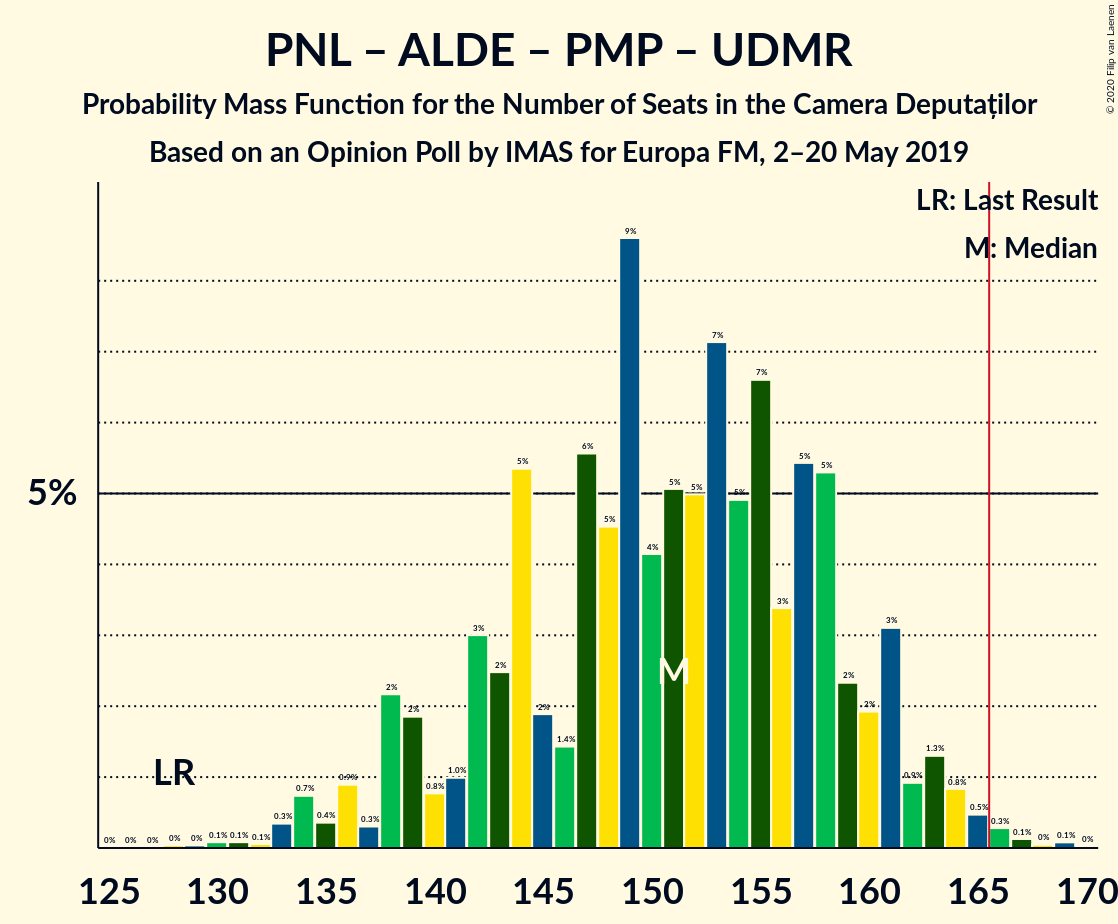 PNL – ALDE – PMP – UDMR
Probability Mass Function for the Number of Seats in the Camera Deputaților
Based on an Opinion Poll by IMAS for Europa FM, 2–20 May 2019
© 2020 Filip van Laenen
LR: Last Result
M: Median
5%
LR
M
0% 0% 0% 0% 0% 0.1% 0.1% 0.1% 0.3% 0.7% 0.4% 0.9% 0.3% 2% 2% 0.8% 1.0% 3% 2% 5% 2% 1.4% 6% 5% 9% 4% 5% 5% 7% 5% 7% 3% 5% 5% 2% 2% 3% 0.9% 1.3% 0.8% 0.5% 0.3% 0.1% 0% 0.1% 0%
125 130 135 140 145 150 155 160 165 170